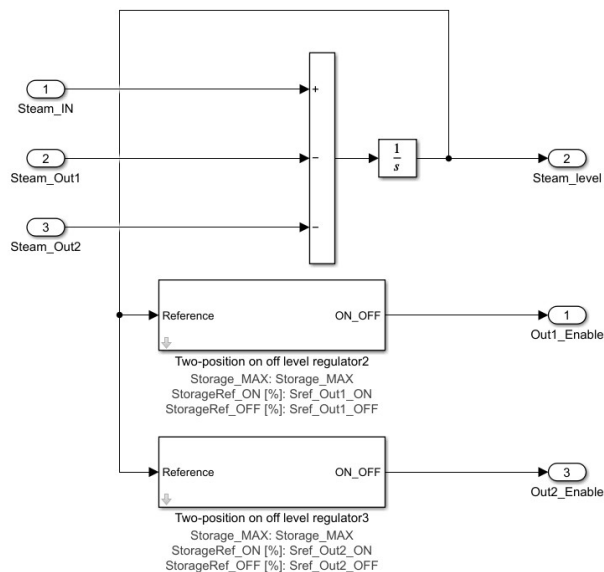 1
Steam_IN
+
2
Steam_Out1
−
1
s
2
Steam_level
3
Steam_Out2
−
Reference
ON_OFF
1
Out1_Enable
Two-position on off level regulator2
Storage_MAX: Storage_MAX
StorageRef_ON [%]: Sref_Out1_ON
StorageRef_OFF [%]: Sref_Out1_OFF
Reference
ON_OFF
3
Out2_Enable
Two-position on off level regulator3
Storage_MAX: Storage_MAX
StorageRef_ON [%]: Sref_Out2_ON
StorageRef_OFF [%]: Sref_Out2_OFF